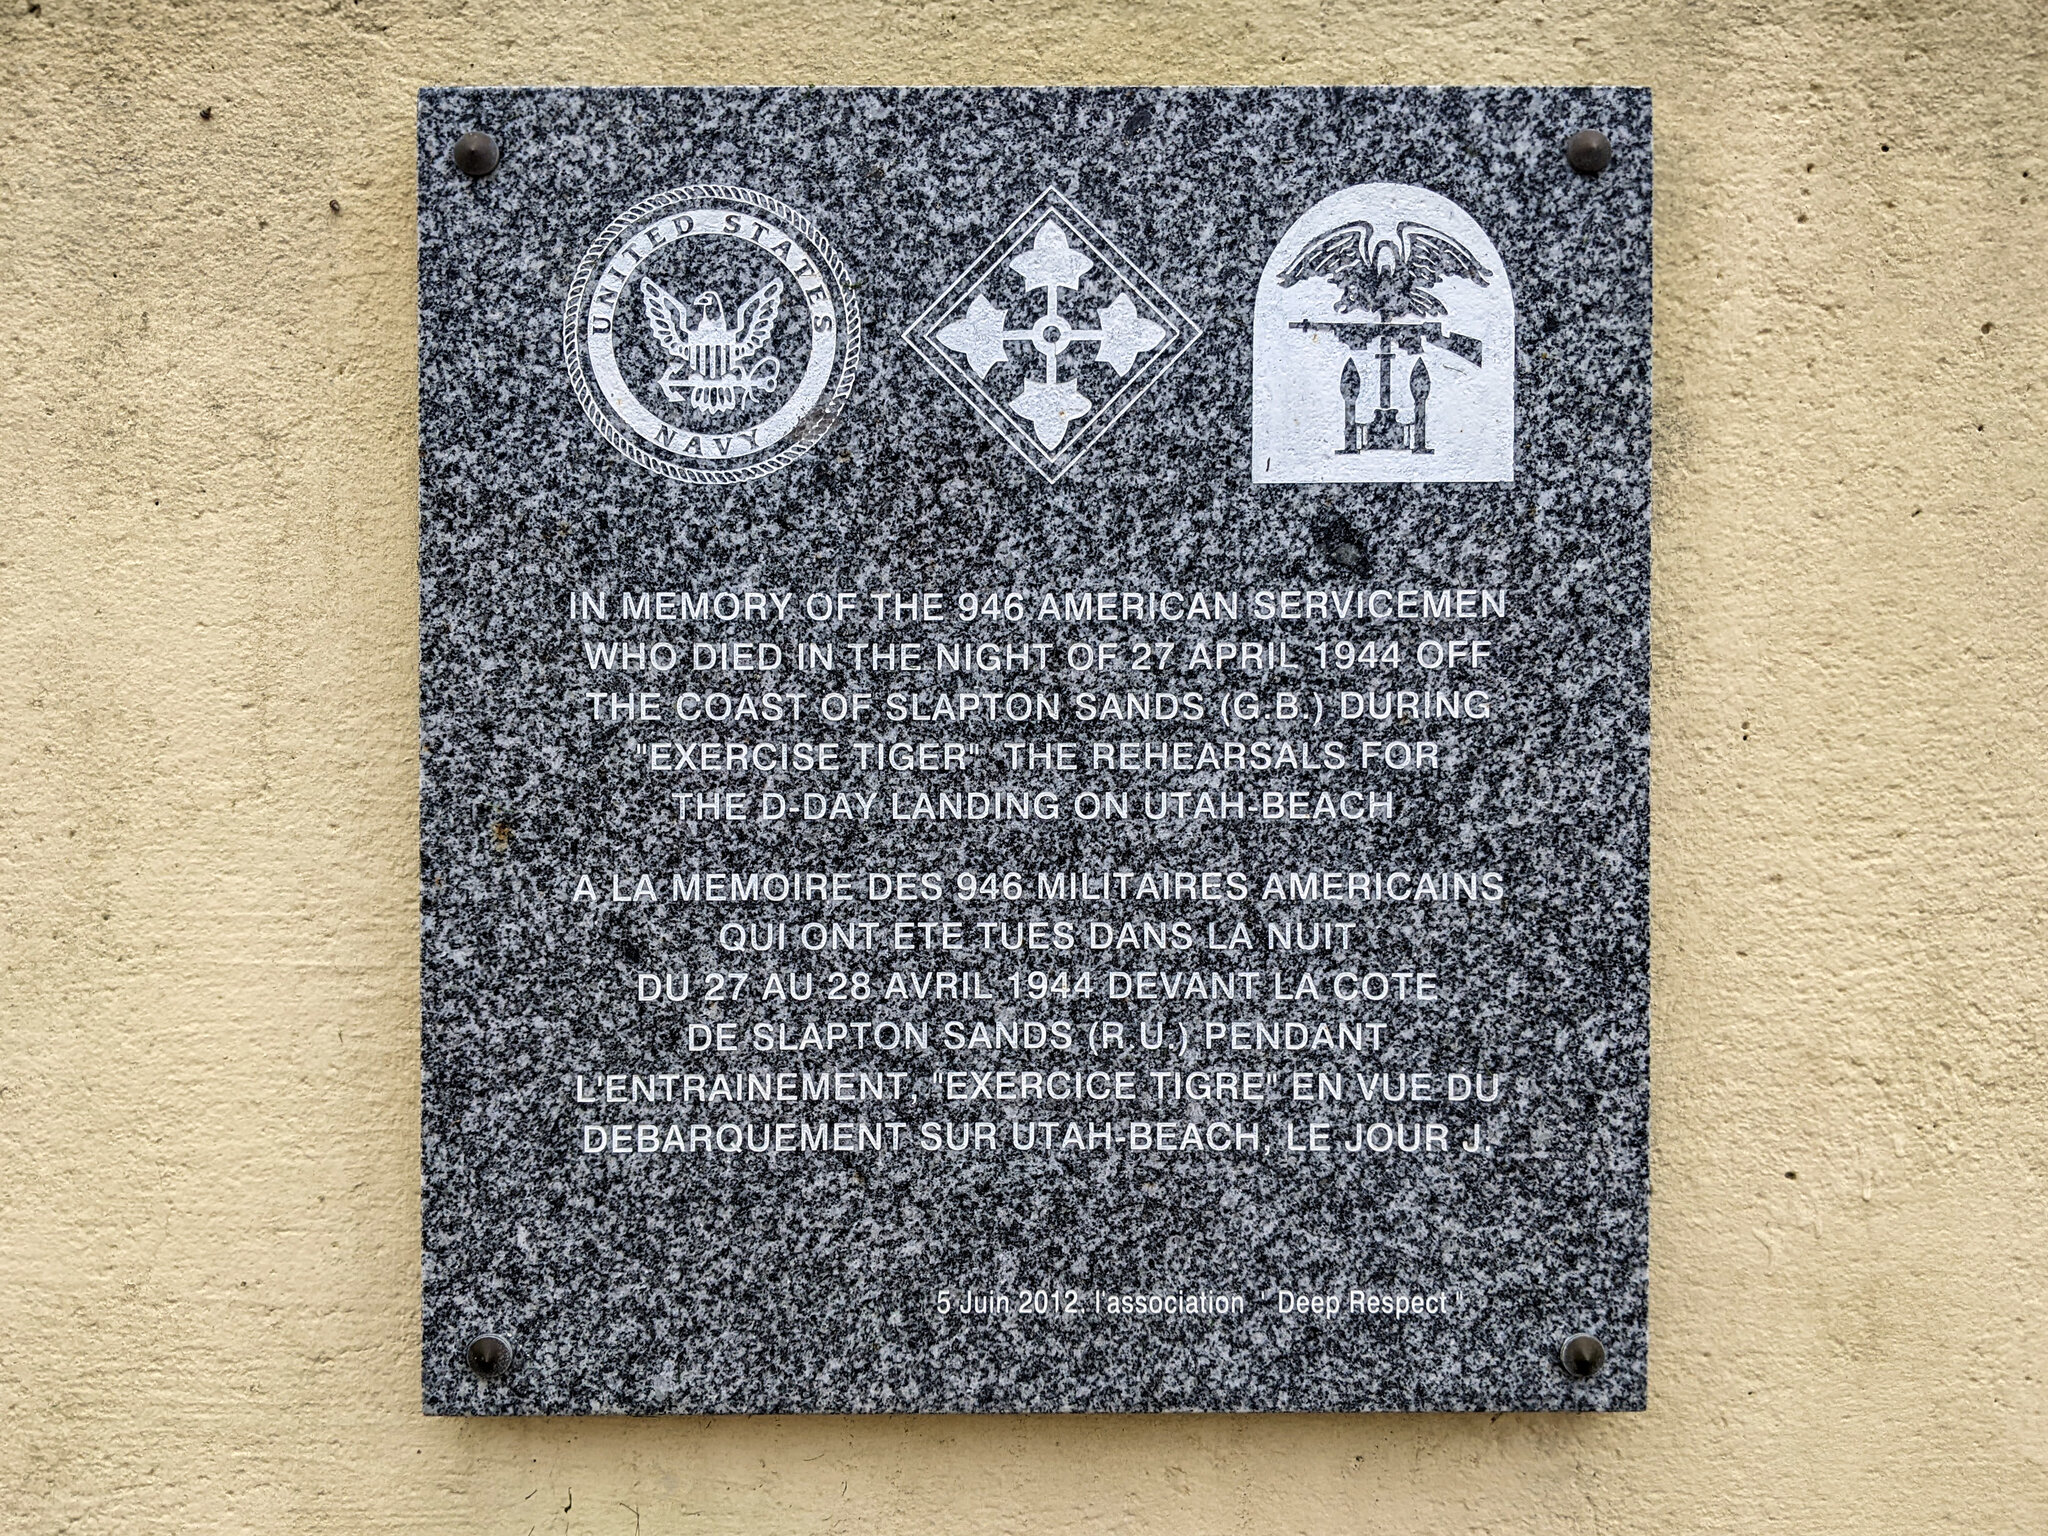 UNITED STATES
NAVY
IN MEMORY OF THE 946 AMERICAN SERVICEMEN
WHO DIED IN THE NIGHT OF 27 APRIL 1944 OFF
THE COAST OF SLAPTON SANDS (G.B.) DURING
"EXERCISE TIGER" THE REHEARSALS FOR
THE D-DAY LANDING ON UTAH-BEACH
A LA MEMOIRE DES 946 MILITAIRES AMERICAINS
QUI ONT ETE TUES DANS LA NUIT
DU 27 AU 28 AVRIL 1944 DEVANT LA COTE
DE SLAPTON SANDS (R.U.) PENDANT
L'ENTRAINEMENT, "EXERCICE TIGRE" EN VUE DU
DEBARQUEMENT SUR UTAH-BEACH, LE JOUR J.
5 Juin 2012. l'association ' Deep Respect "